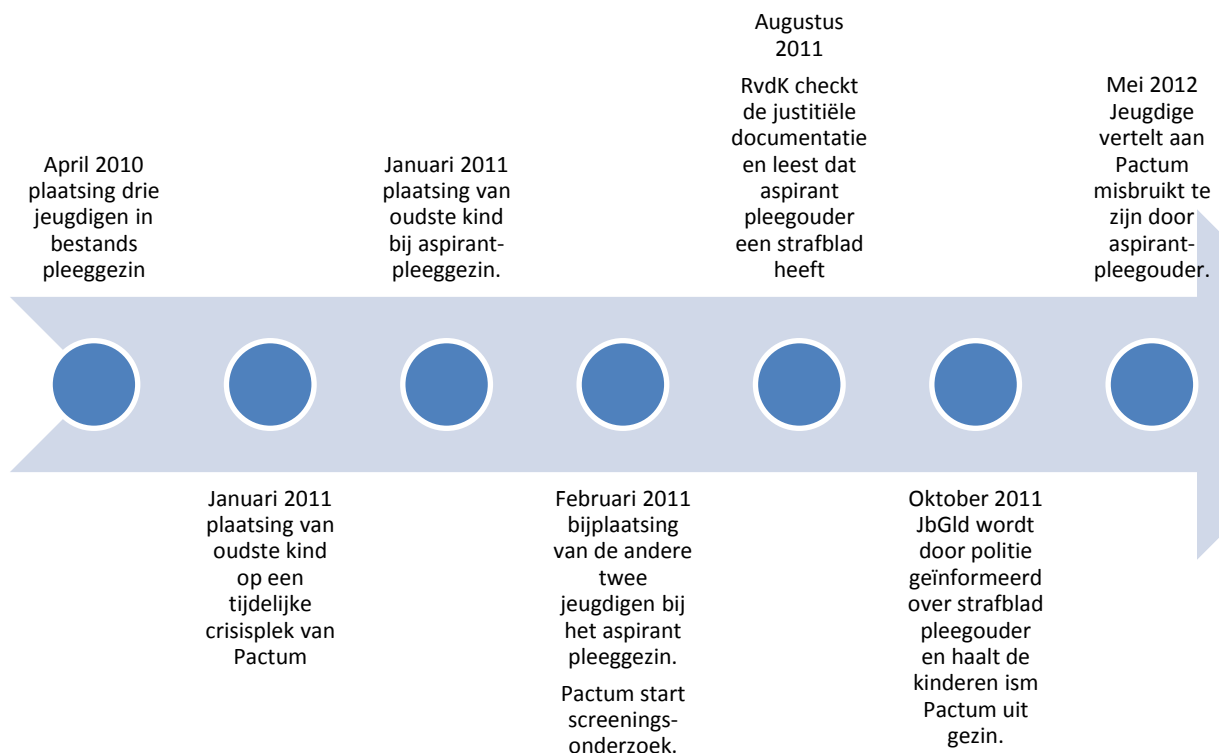 April 2010
plaatsing drie
jeugdigen in
bestands
pleeggezin
Januari 2011
plaatsing van
oudste kind
op een
tijdelijke
crisisplek van
Pactum
Januari 2011
plaatsing van
oudste kind
bij aspirant-
pleeggezin.
Februari 2011
bijplaatsing
van de andere
twee
jeugdigen bij
het aspirant
pleeggezin.
Pactum start
screenings-
onderzoek.
Augustus
2011
RvdK checkt
de justitiële
documentatie
en leest dat
aspirant
pleegouder
een strafblad
heeft
Oktober 2011
JbGld wordt
door politie
geïnformeerd
over strafblad
pleegouder
en haalt de
kinderen ism
Pactum uit
gezin.
Mei 2012
Jeugdige
vertelt aan
Pactum
misbruikt te
zijn door
aspirant-
pleegouder.